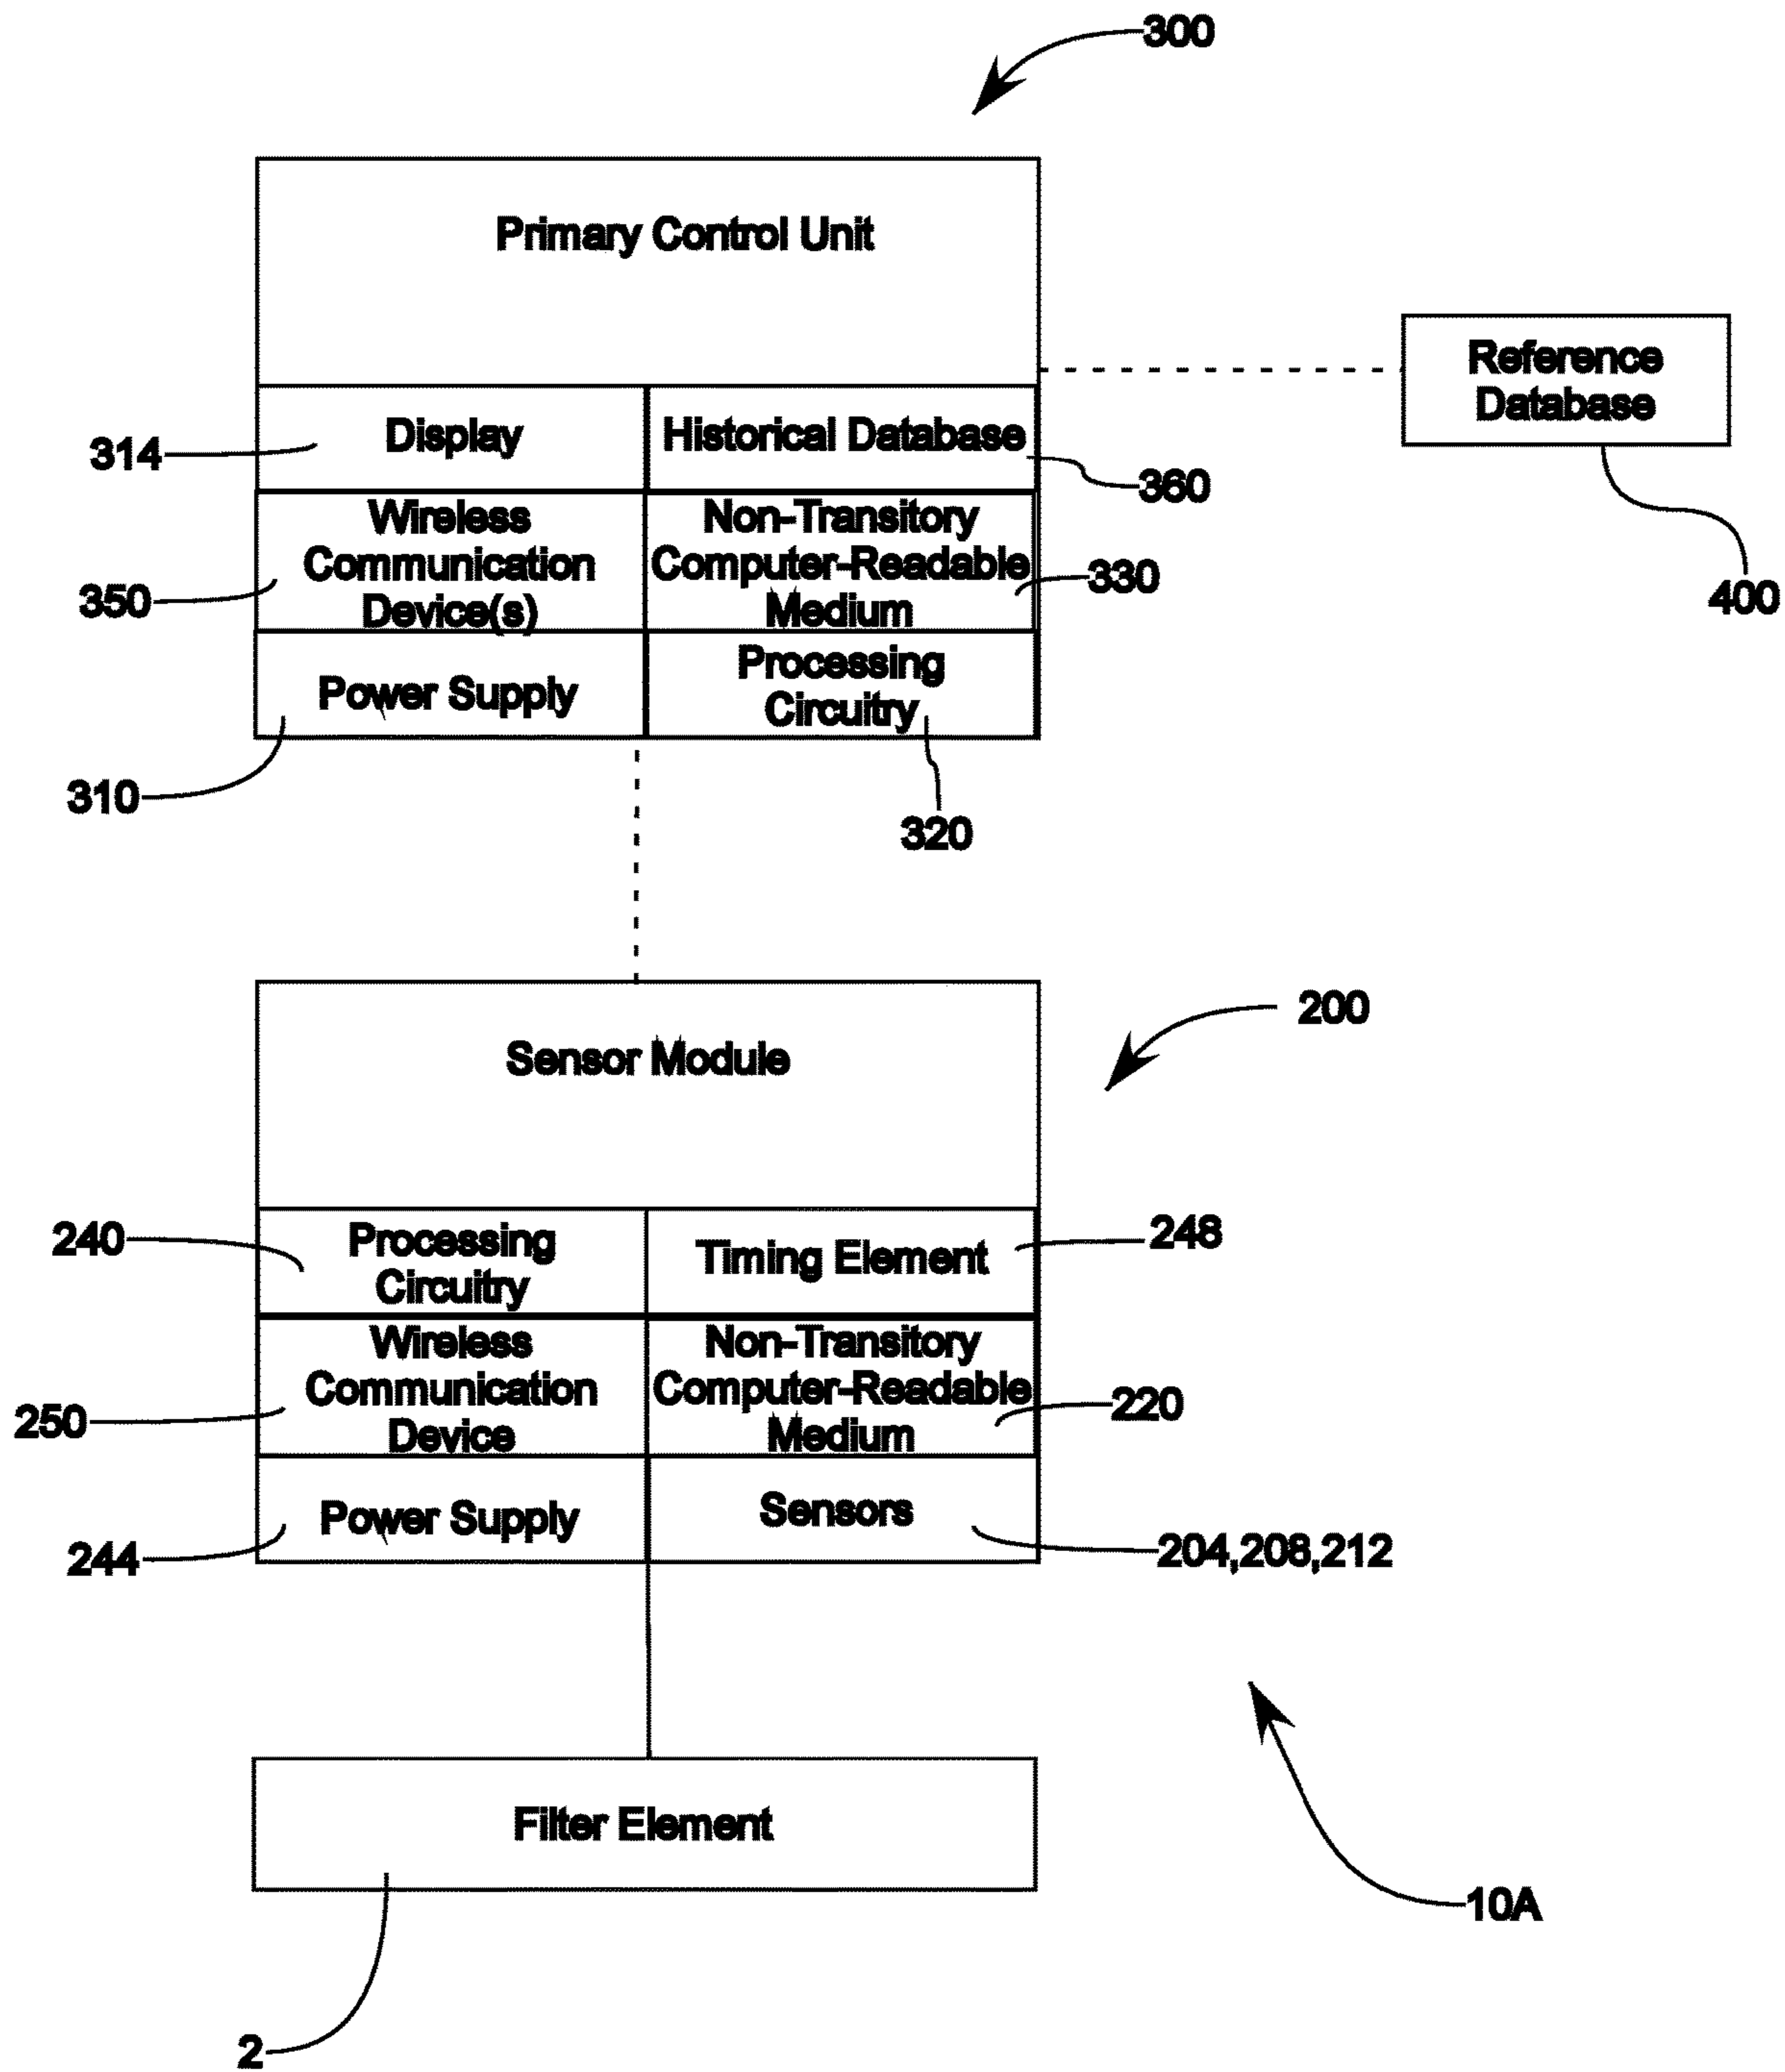 300
Primary Control Unit
Reference
Database
400
314
Display
Historical Database
360
Wireless
Communication
Device(s)
350
Non-Transitory
Computer-Readable
Medium
330
Power Supply
310
Processing
Circuitry
320
Sensor Module
200
240
Processing
Circuitry
Timing Element
248
Wireless
Communication
Device
250
Non-Transitory
Computer-Readable
Medium
220
Power Supply
244
Sensors
204,208,212
Filter Element
2
10A